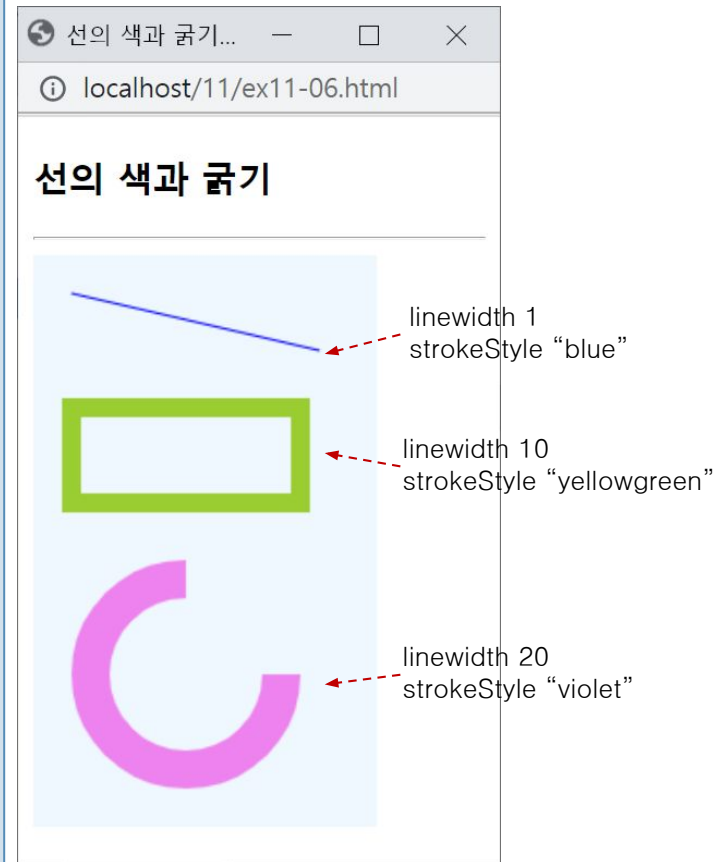 선의 색과 굵기...
localhost/11/ex11-06.html
선의 색과 굵기
linewidth 1
strokeStyle “blue”
linewidth 10
strokeStyle “yellowgreen”
linewidth 20
strokeStyle “violet”